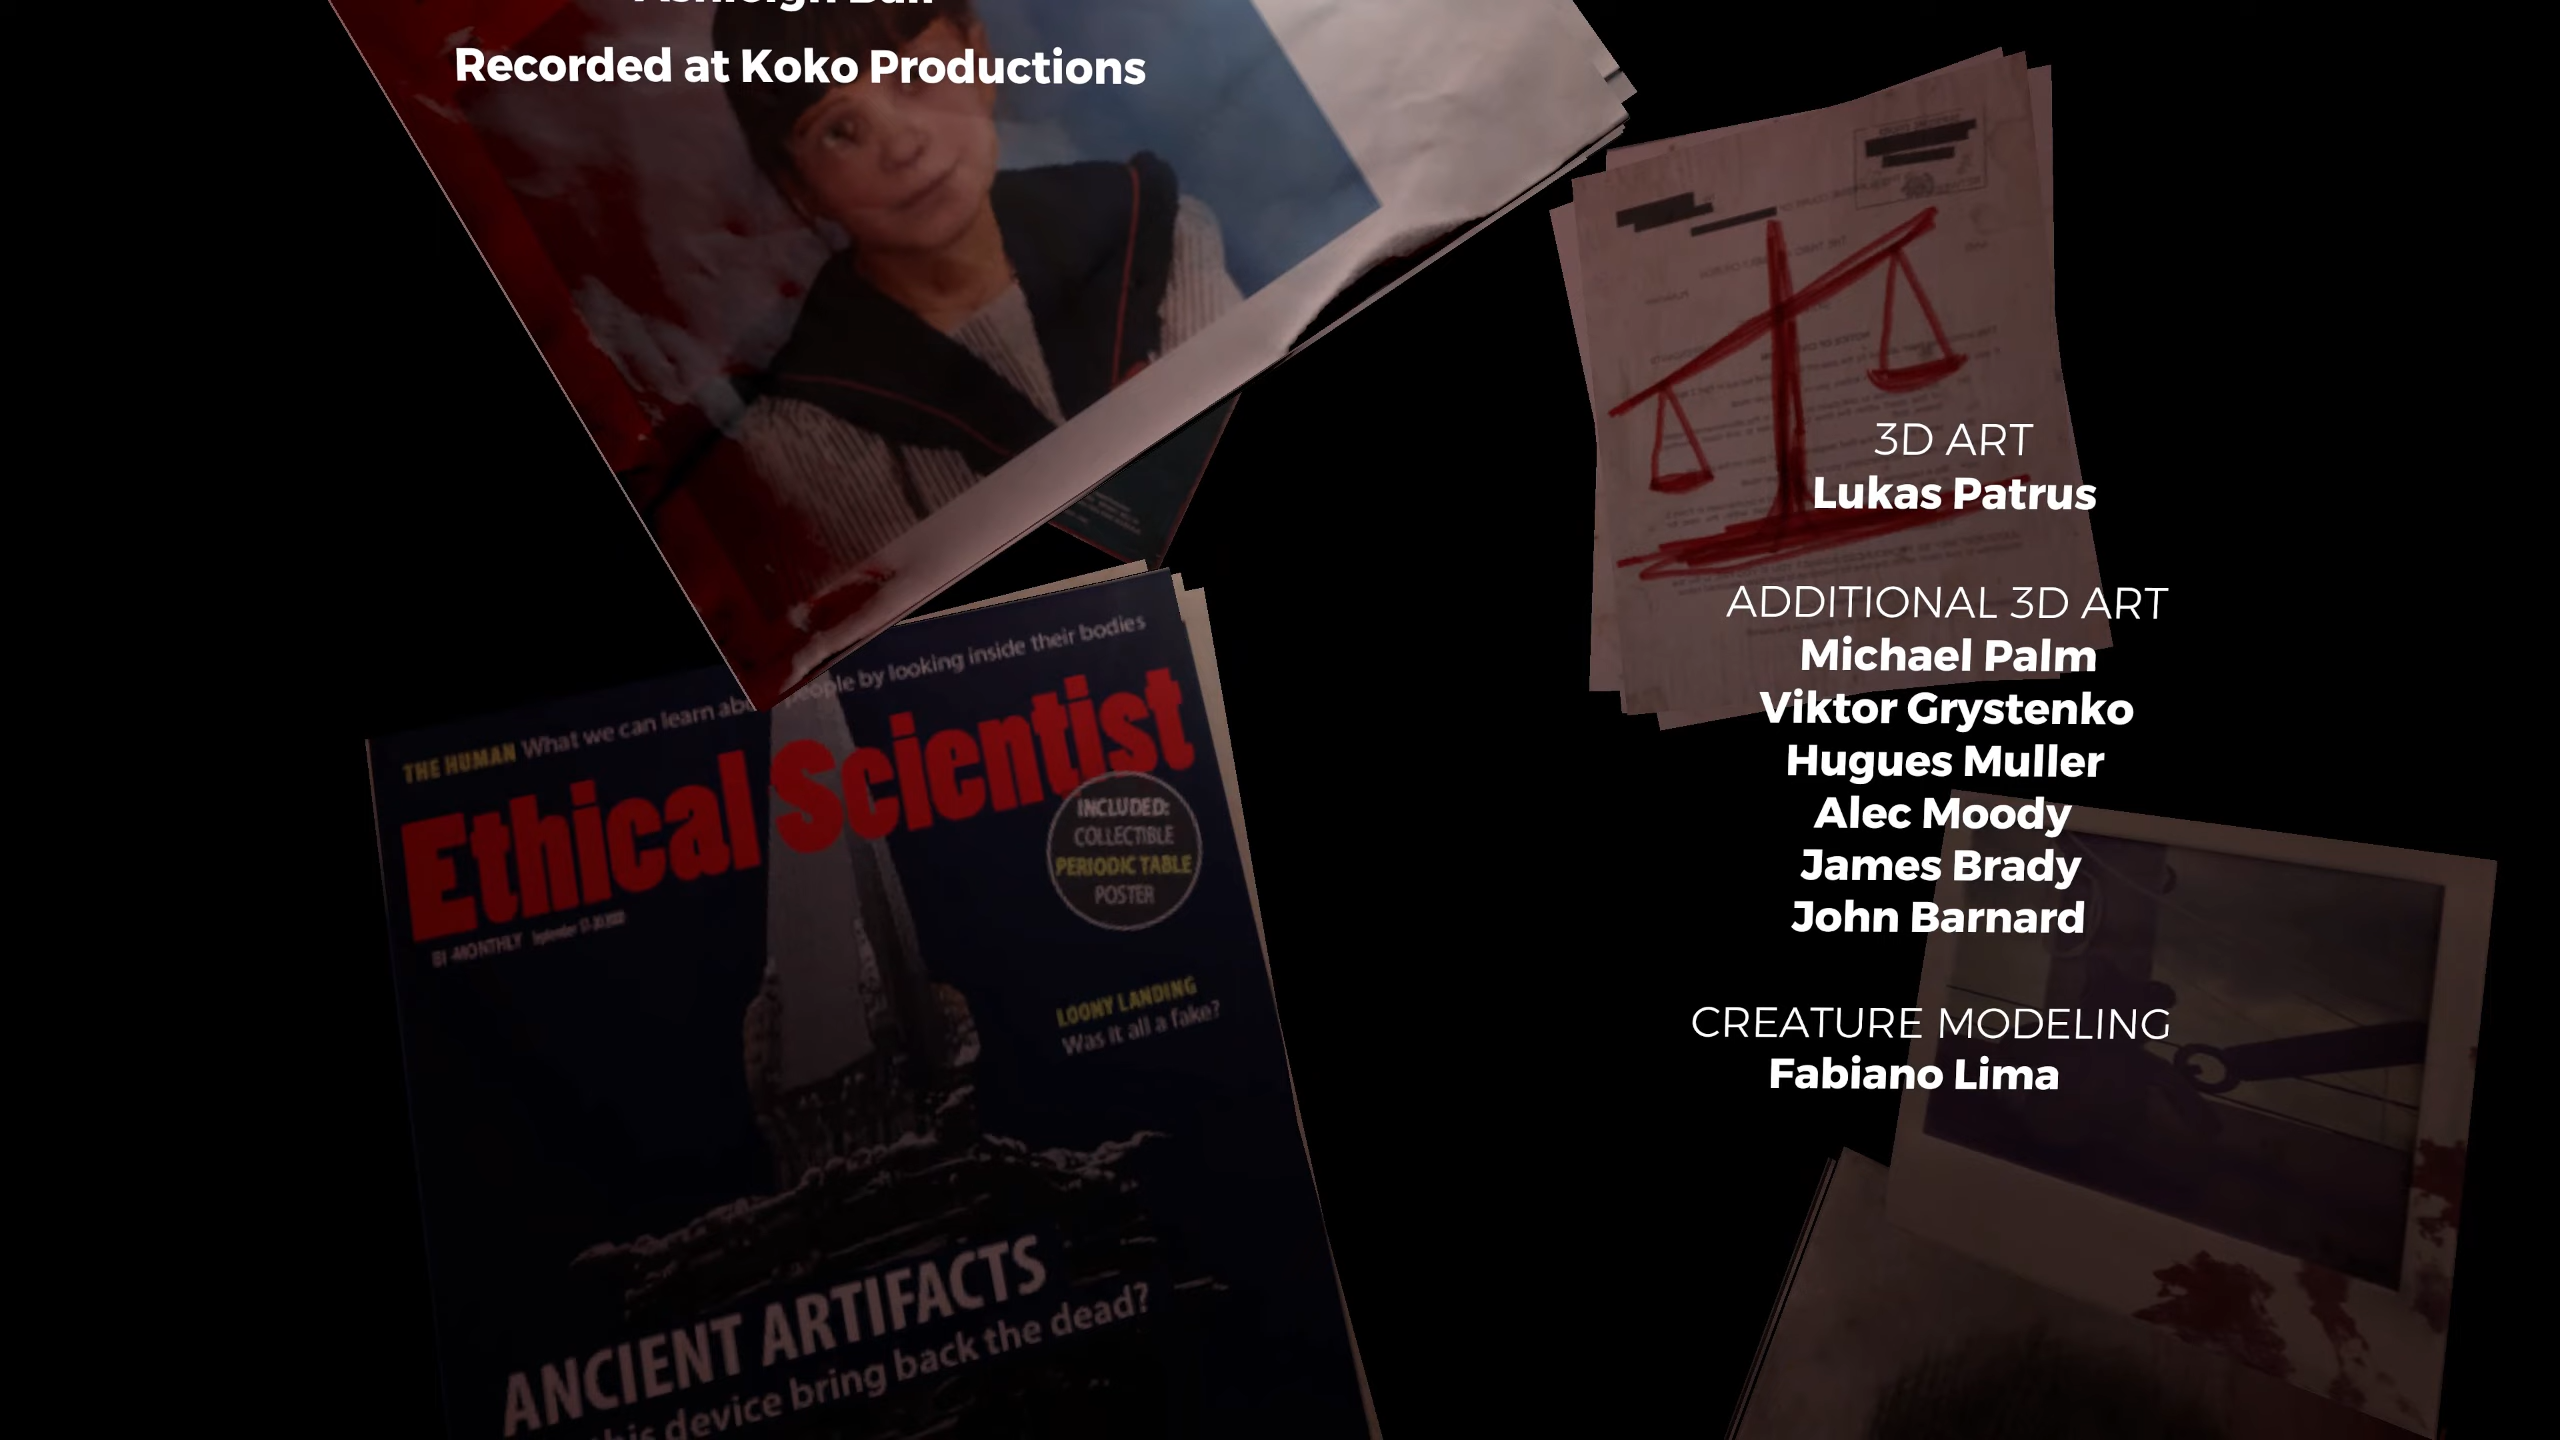 Recorded at Koko Productions
3D ART
Lukas Patrus
ADDITIONAL 3D ART
Michael Palm
Viktor Grystenko
Hugues Muller
Alec Moody
James Brady
John Barnard
CREATURE MODELING
Fabiano Lima
THE HUMAN What we can learn about people by looking inside their bodies
Ethical Scientist
BI-MONTHLY September
INCLUDED:
COLLECTIBLE
PERIODIC TABLE
POSTER
LOONY LANDING
Was it all a fake?
ANCIENT ARTIFACTS
this device bring back the dead?